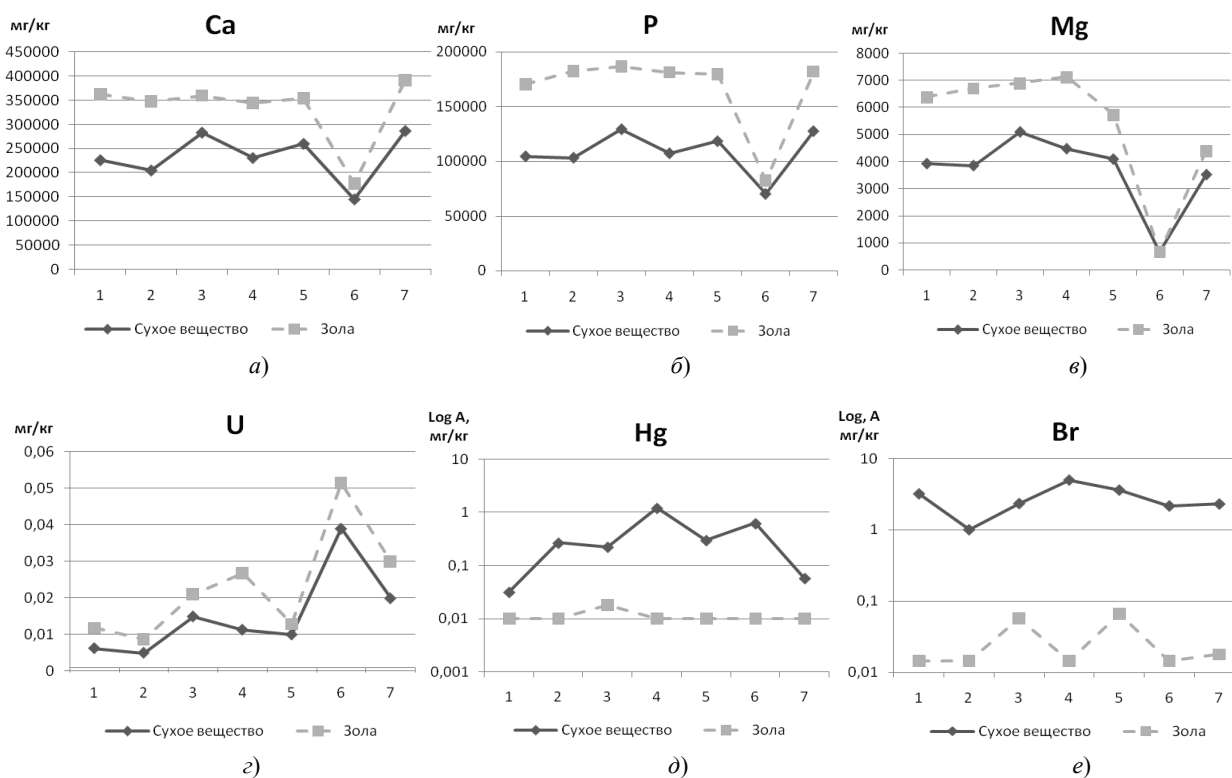 мг/кг
Ca
450000
400000
350000
300000
250000
200000
150000
100000
50000
0
1 2 3 4 5 6 7
Сухое вещество Зола
а)
мг/кг
P
200000
150000
100000
50000
0
1 2 3 4 5 6 7
Сухое вещество Зола
б)
мг/кг
Mg
8000
7000
6000
5000
4000
3000
2000
1000
0
1 2 3 4 5 6 7
Сухое вещество Зола
в)
мг/кг
U
0,06
0,05
0,04
0,03
0,02
0,01
0
1 2 3 4 5 6 7
Сухое вещество Зола
г)
Log A,
мг/кг
Hg
10
1
0,1
0,01
0,001
1 2 3 4 5 6 7
Сухое вещество Зола
д)
Log, A
мг/кг
Br
10
1
0,1
0,01
1 2 3 4 5 6 7
Сухое вещество Зола
е)